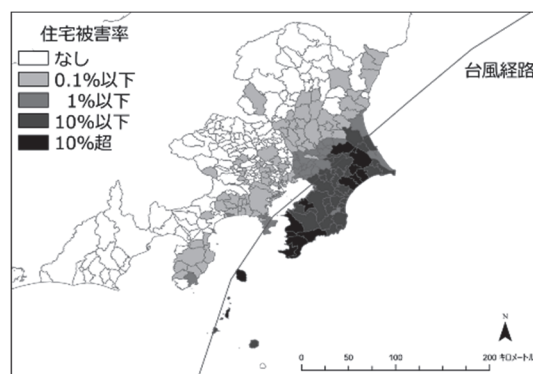 住宅被害率
なし
0.1%以下
1%以下
10%以下
10%超
台風経路
N
0 50 100 200 キロメートル